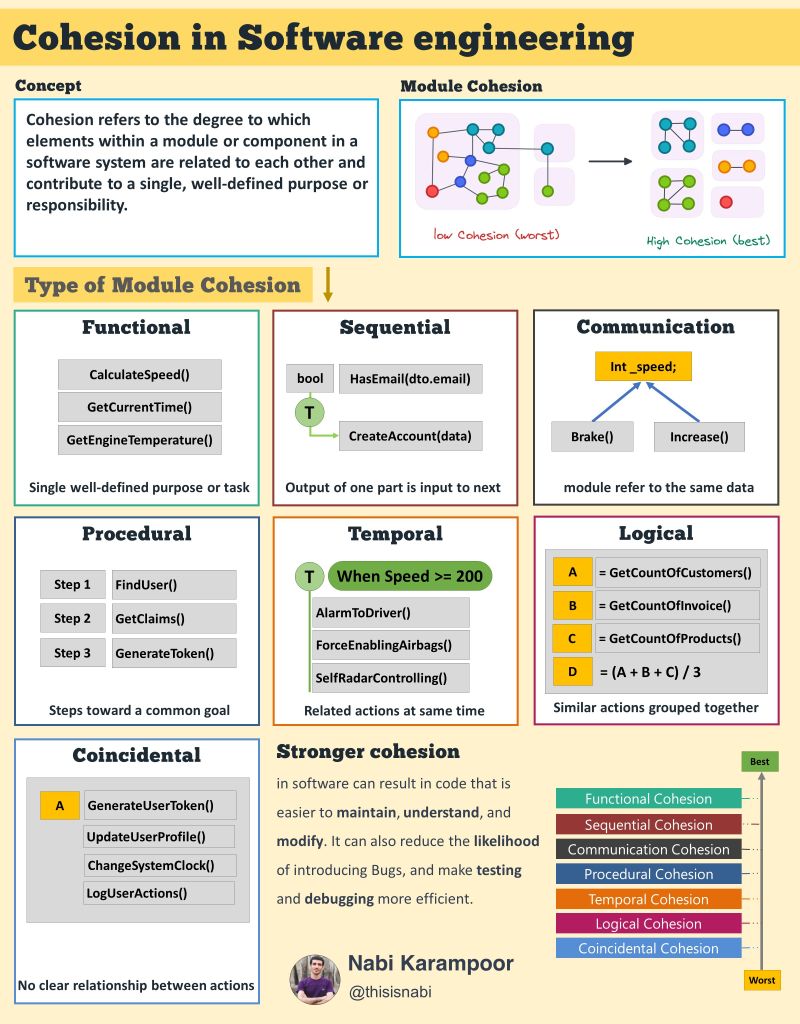 Cohesion in Software engineering
Concept
Cohesion refers to the degree to which
elements within a module or component in a
software system are related to each other and
contribute to a single, well-defined purpose or
responsibility.
Module Cohesion
low Cohesion (worst)
High Cohesion (best)
Type of Module Cohesion
Functional
CalculateSpeed()
GetCurrentTime()
GetEngineTemperature()
Single well-defined purpose or task
Sequential
bool
HasEmail(dto.email)
T
CreateAccount(data)
Output of one part is input to next
Communication
Int _speed;
Brake()
Increase()
module refer to the same data
Procedural
Step 1
FindUser()
Step 2
GetClaims()
Step 3
GenerateToken()
Steps toward a common goal
Temporal
T
When Speed >= 200
AlarmToDriver()
ForceEnablingAirbags()
SelfRadarControlling()
Related actions at same time
Logical
A
= GetCountOfCustomers()
B
= GetCountOfInvoice()
C
= GetCountOfProducts()
D
= (A + B + C) / 3
Similar actions grouped together
Coincidental
A
GenerateUserToken()
UpdateUserProfile()
ChangeSystemClock()
LogUserActions()
No clear relationship between actions
Stronger cohesion
in software can result in code that is
easier to maintain, understand, and
modify. It can also reduce the likelihood
of introducing Bugs, and make testing
and debugging more efficient.
Nabi Karampoor
@thisisnabi
Best
Functional Cohesion
Sequential Cohesion
Communication Cohesion
Procedural Cohesion
Temporal Cohesion
Logical Cohesion
Coincidental Cohesion
Worst